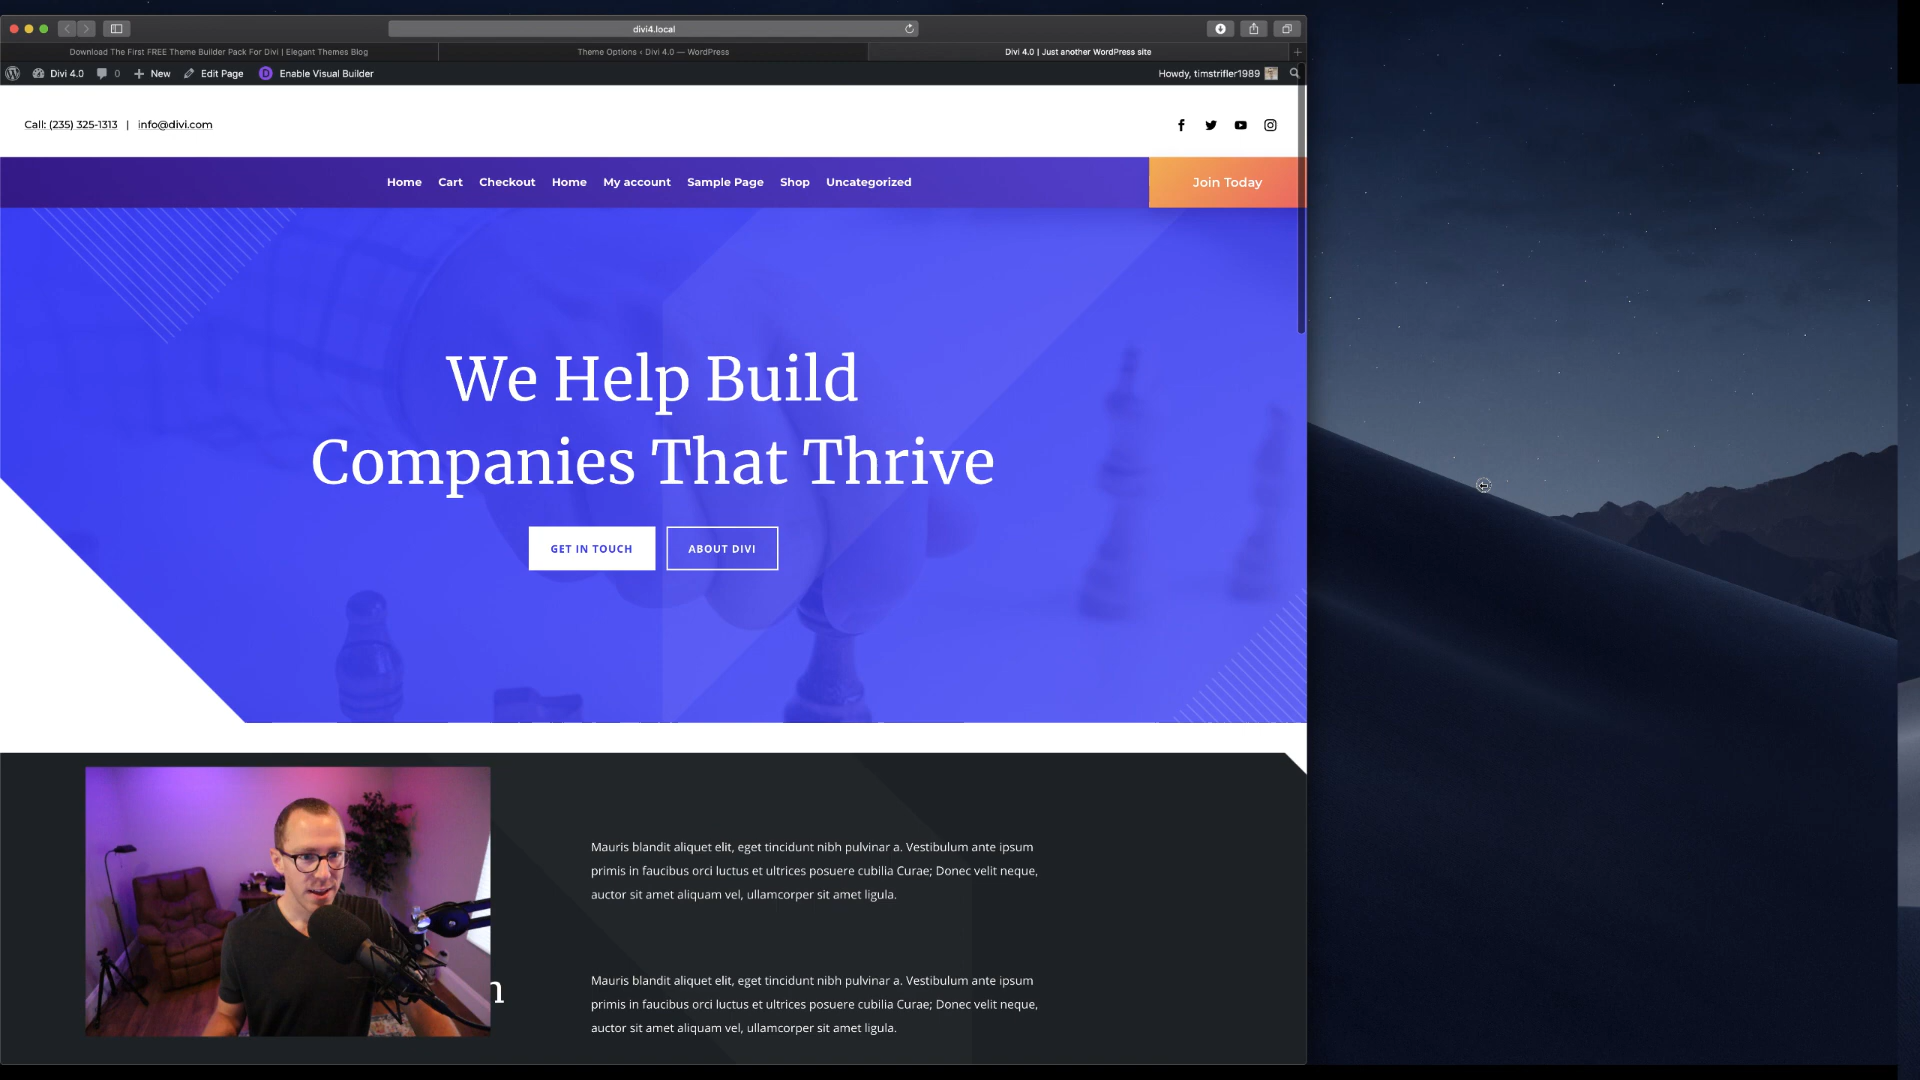 divi4.local
Download The First FREE Theme Builder Pack For Divi | Elegant Themes Blog
Theme Options ‹ Divi 4.0 — WordPress
Divi 4.0 | Just another WordPress site
Divi 4.0
0
New
Edit Page
D
Enable Visual Builder
Howdy, timstrifler1989
Call: (235) 325-1313 | info@divi.com
Home
Cart
Checkout
Home
My account
Sample Page
Shop
Uncategorized
Join Today
We Help Build
Companies That Thrive
GET IN TOUCH
ABOUT DIVI
Mauris blandit aliquet elit, eget tincidunt nibh pulvinar a. Vestibulum ante ipsum
primis in faucibus orci luctus et ultrices posuere cubilia Curae; Donec velit neque,
auctor sit amet aliquam vel, ullamcorper sit amet ligula.
n
Mauris blandit aliquet elit, eget tincidunt nibh pulvinar a. Vestibulum ante ipsum
primis in faucibus orci luctus et ultrices posuere cubilia Curae; Donec velit neque,
auctor sit amet aliquam vel, ullamcorper sit amet ligula.